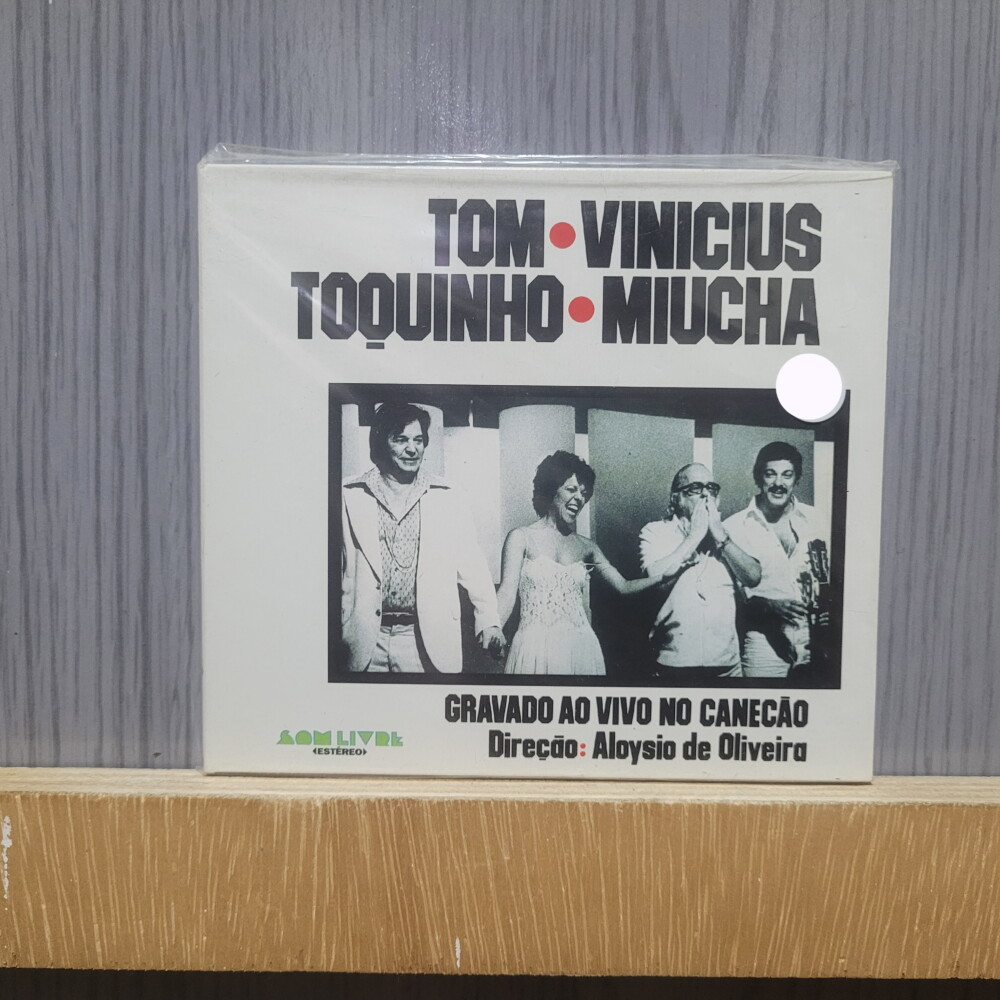 TOM • VINICIUS
TOQUINHO • MIUCHA
GRAVADO AO VIVO NO CANECÃO
Direção: Aloysio de Oliveira
SOM LIVRE
ESTÉREO